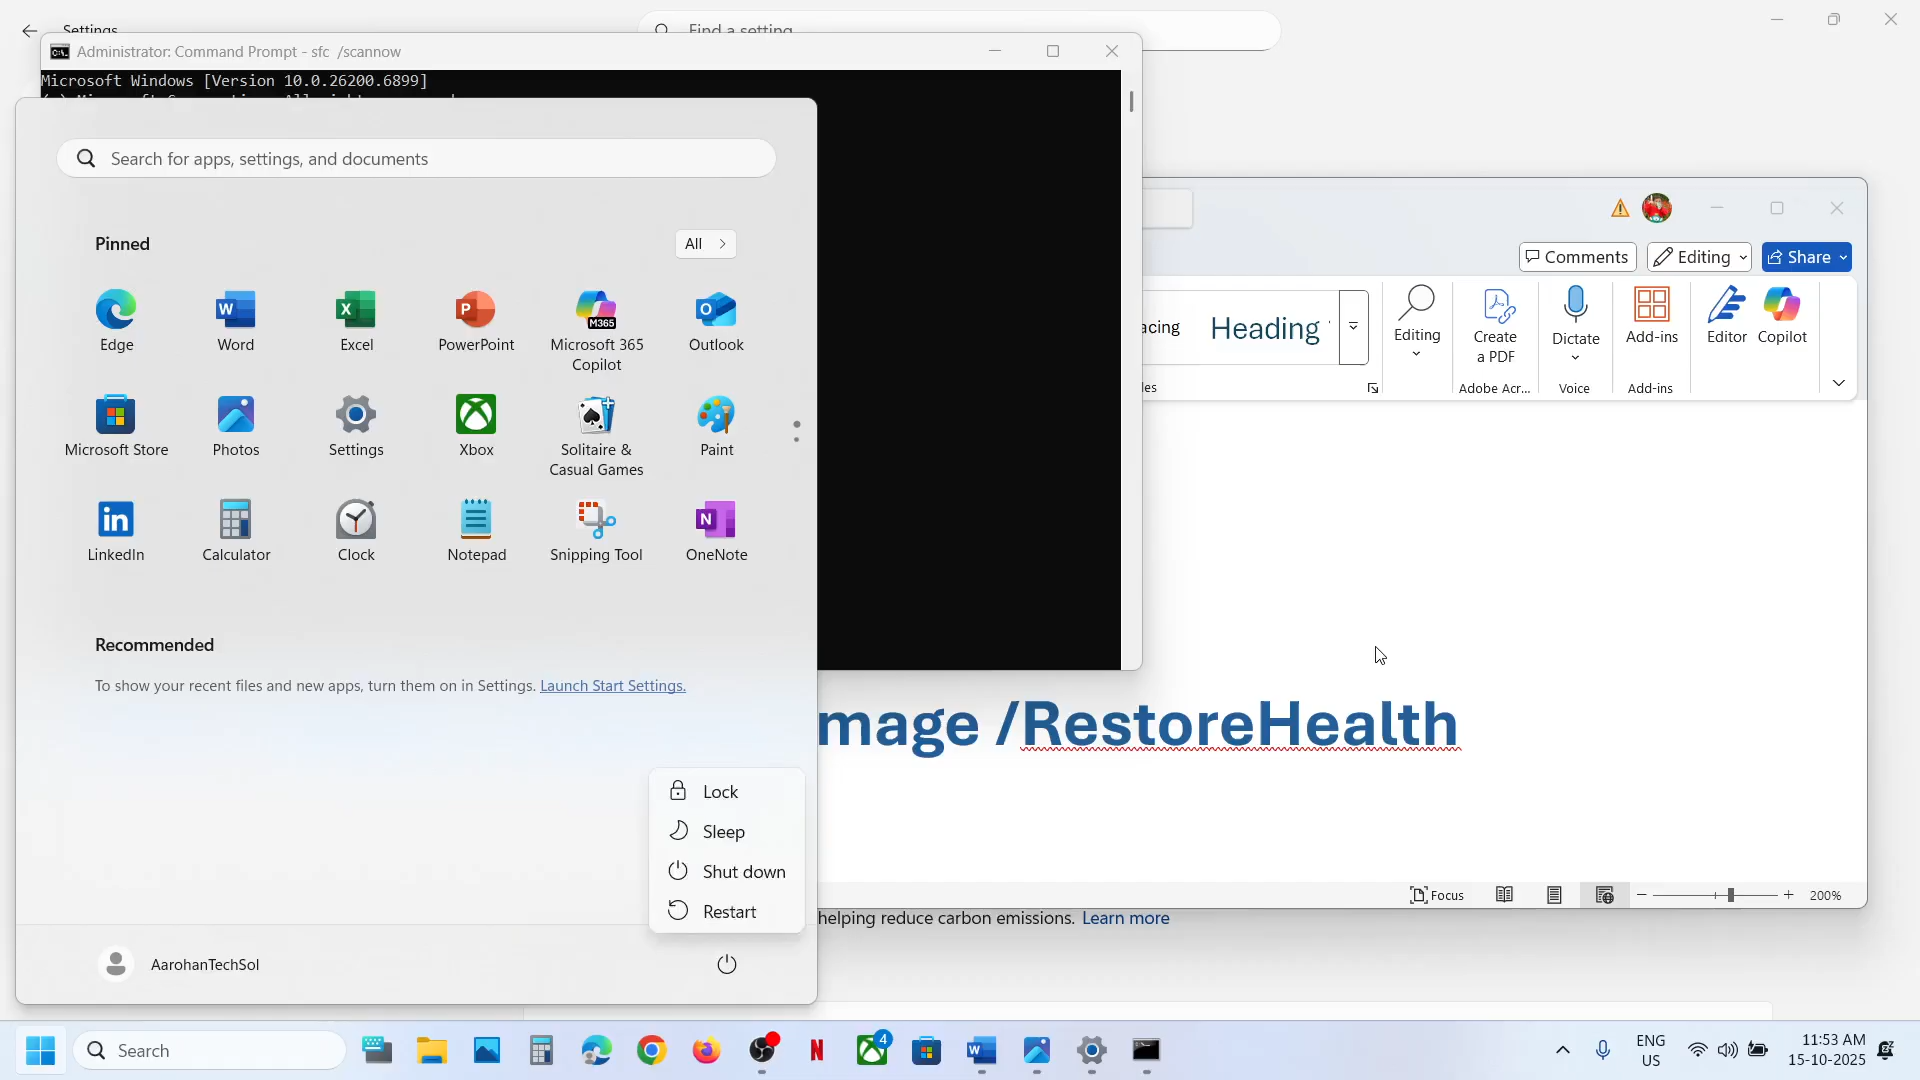 Settings
Find a setting
Administrator: Command Prompt - sfc /scannow
Microsoft Windows [Version 10.0.26200.6899]
Search for apps, settings, and documents
Pinned
All
Edge
Word
Excel
PowerPoint
M365
Microsoft 365
Copilot
Outlook
Microsoft Store
Photos
Settings
Xbox
Solitaire &
Casual Games
Paint
LinkedIn
Calculator
Clock
Notepad
Snipping Tool
OneNote
Recommended
To show your recent files and new apps, turn them on in Settings. Launch Start Settings.
Lock
Sleep
Shut down
Restart
AarohanTechSol
Comments
Editing
Share
acing
Heading
Editing
Create
a PDF
Dictate
Add-ins
Editor
Copilot
les
Adobe Acr...
Voice
Add-ins
mage /RestoreHealth
Focus
200%
helping reduce carbon emissions. Learn more
Search
4
ENG
US
11:53 AM
15-10-2025